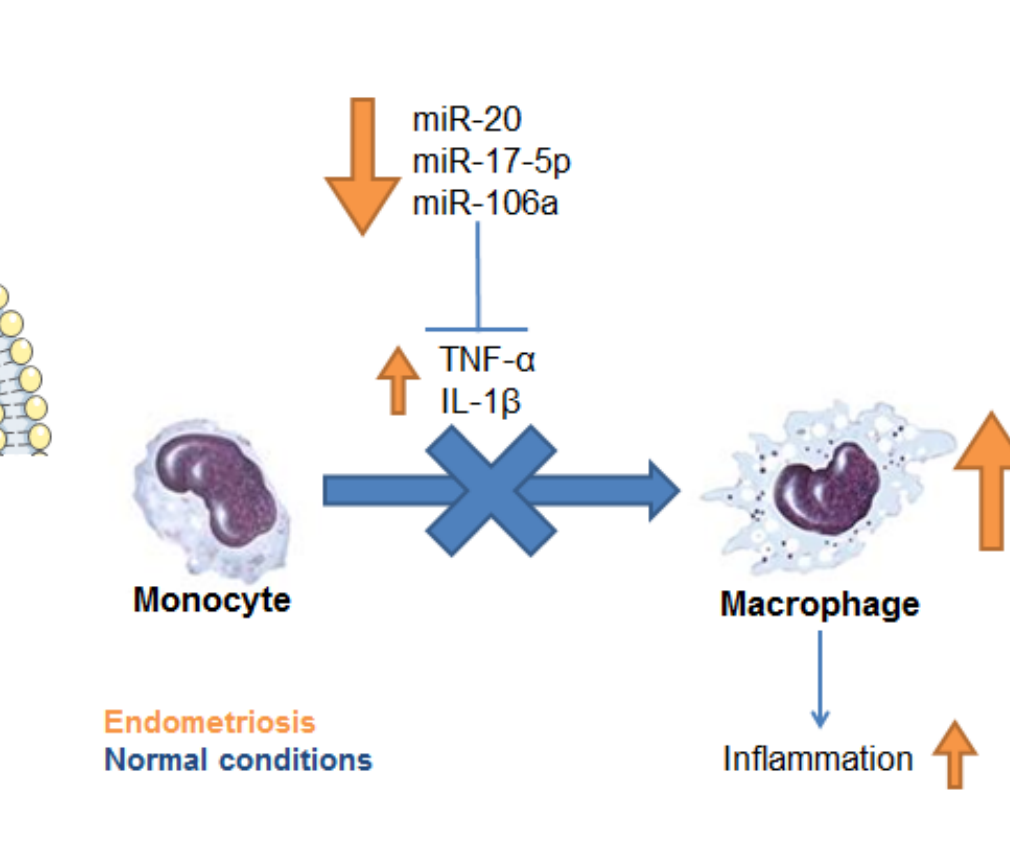 miR-20
miR-17-5p
miR-106a
TNF-α
IL-1β
Monocyte
Macrophage
Endometriosis
Normal conditions
Inflammation